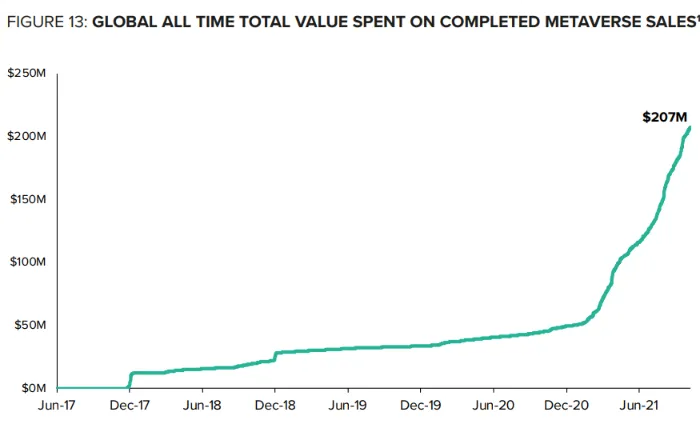 FIGURE 13: GLOBAL ALL TIME TOTAL VALUE SPENT ON COMPLETED METAVERSE SALES¹
$250M
$207M
$200M
$150M
$100M
$50M
$0M
Jun-17 Dec-17 Jun-18 Dec-18 Jun-19 Dec-19 Jun-20 Dec-20 Jun-21